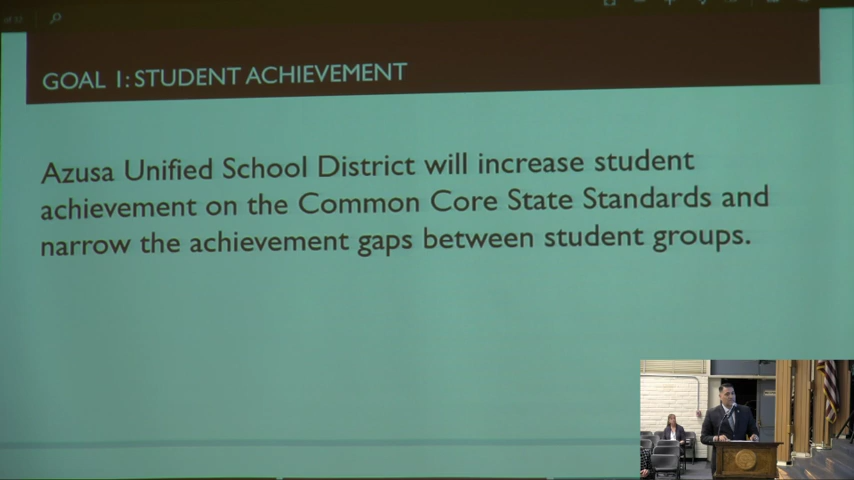 GOAL 1: STUDENT ACHIEVEMENT
Azusa Unified School District will increase student
achievement on the Common Core State Standards and
narrow the achievement gaps between student groups.